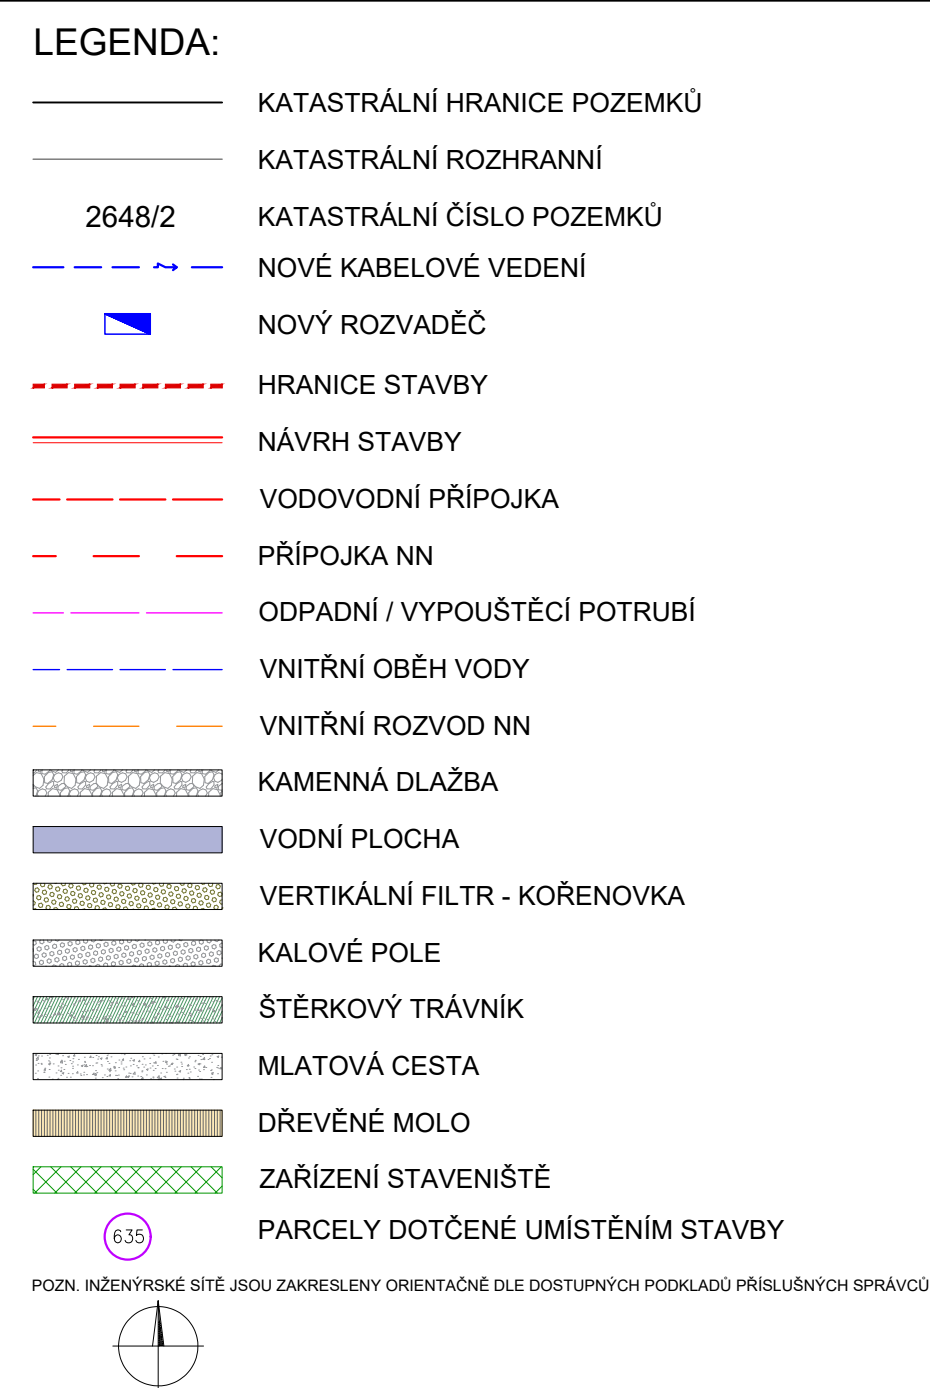 LEGENDA:
KATASTRÁLNÍ HRANICE POZEMKŮ
KATASTRÁLNÍ ROZHRANNÍ
2648/2 KATASTRÁLNÍ ČÍSLO POZEMKŮ
NOVÉ KABELOVÉ VEDENÍ
NOVÝ ROZVADĚČ
HRANICE STAVBY
NÁVRH STAVBY
VODOVODNÍ PŘÍPOJKA
PŘÍPOJKA NN
ODPADNÍ / VYPOUŠTĚCÍ POTRUBÍ
VNITŘNÍ OBĚH VODY
VNITŘNÍ ROZVOD NN
KAMENNÁ DLAŽBA
VODNÍ PLOCHA
VERTIKÁLNÍ FILTR - KOŘENOVKA
KALOVÉ POLE
ŠTĚRKOVÝ TRÁVNÍK
MLATOVÁ CESTA
DŘEVĚNÉ MOLO
ZAŘÍZENÍ STAVENIŠTĚ
635 PARCELY DOTČENÉ UMÍSTĚNÍM STAVBY
POZN. INŽENÝRSKÉ SÍTĚ JSOU ZAKRESLENY ORIENTAČNĚ DLE DOSTUPNÝCH PODKLADŮ PŘÍSLUŠNÝCH SPRÁVCŮ